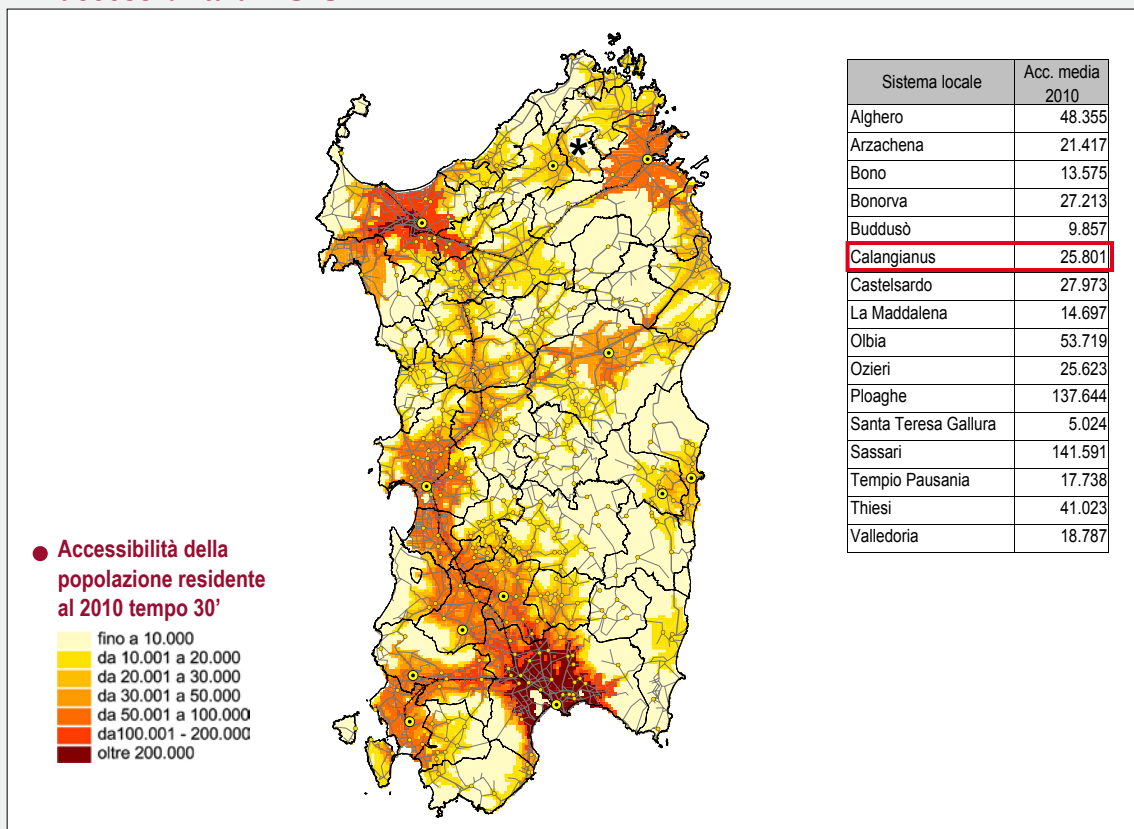 Sistema locale Acc. media 2010
Alghero 48.355
Arzachena 21.417
Bono 13.575
Bonorva 27.213
Buddusò 9.857
Calangianus 25.801
Castelsardo 27.973
La Maddalena 14.697
Olbia 53.719
Ozieri 25.623
Ploaghe 137.644
Santa Teresa Gallura 5.024
Sassari 141.591
Tempio Pausania 17.738
Thiesi 41.023
Valledoria 18.787
*
● Accessibilità della
popolazione residente
al 2010 tempo 30'
fino a 10.000
da 10.001 a 20.000
da 20.001 a 30.000
da 30.001 a 50.000
da 50.001 a 100.000
da100.001 - 200.000
oltre 200.000